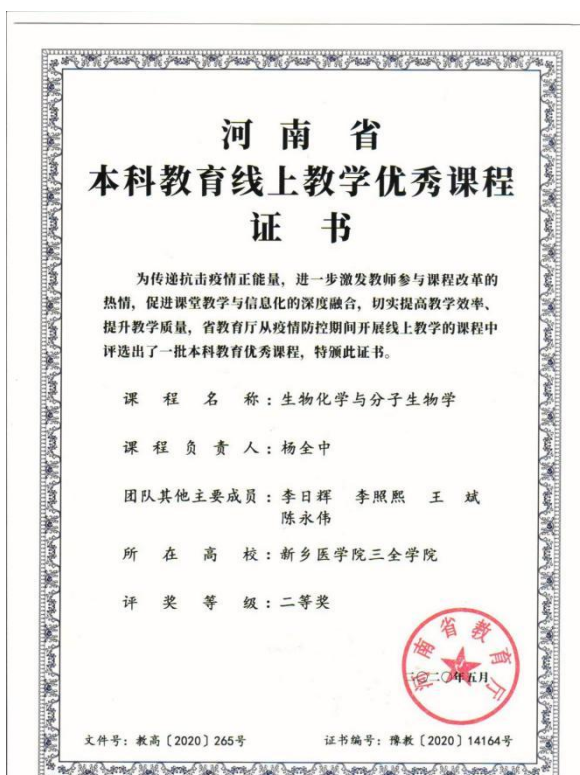 河南省
本科教育线上教学优秀课程
证书
为传递抗击疫情正能量，进一步激发教师参与课程改革的
热情，促进课堂教学与信息化的深度融合，切实提高教学效率、
提升教学质量，省教育厅从疫情防控期间开展线上教学的课程中
评选出了一批本科教育优秀课程，特颁此证书。
课程名称：生物化学与分子生物学
课程负责人：杨全中
团队其他主要成员：李日辉 李照熙 王斌
陈永伟
所在高校：新乡医学院三全学院
评奖等级：二等奖
河南省教育厅
二〇二〇年五月
文件号：教高〔2020〕265号
证书编号：豫教〔2020〕14164号